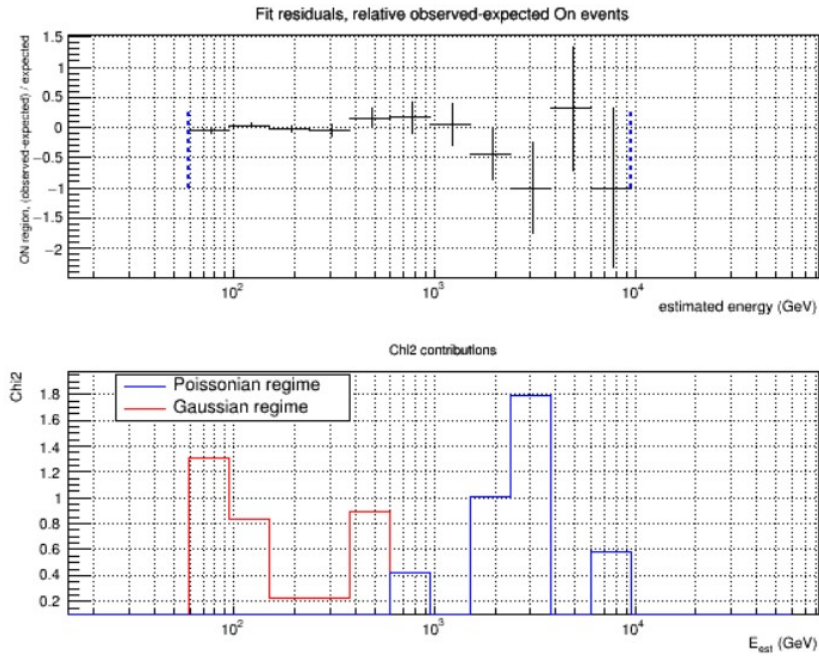 Fit residuals, relative observed-expected On events
ON region, (observed-expected) / expected
1.5
1
0.5
0
−0.5
−1
−1.5
−2
10²
10³
10⁴
estimated energy (GeV)
Chi2 contributions
Chi2
Poissonian regime
Gaussian regime
1.8
1.6
1.4
1.2
1
0.8
0.6
0.4
0.2
10²
10³
10⁴
E_est (GeV)